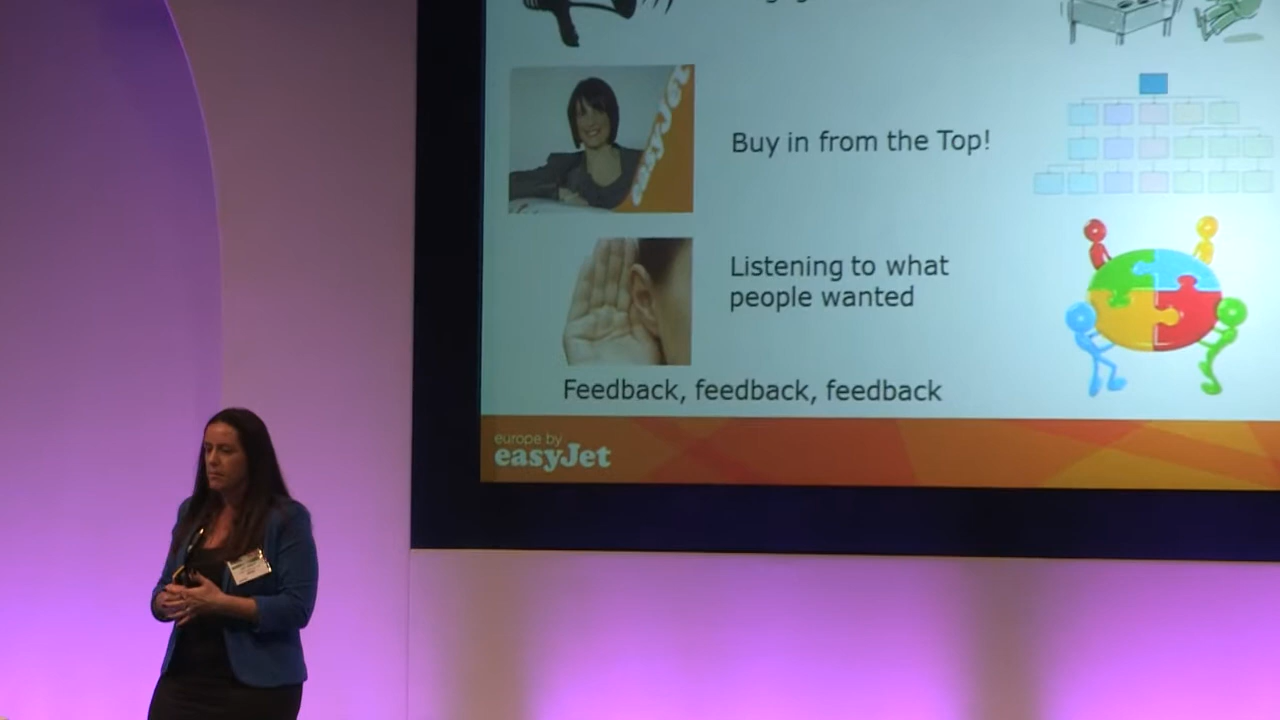 easyJet
Buy in from the Top!
Listening to what
people wanted
Feedback, feedback, feedback
europe by
easyJet